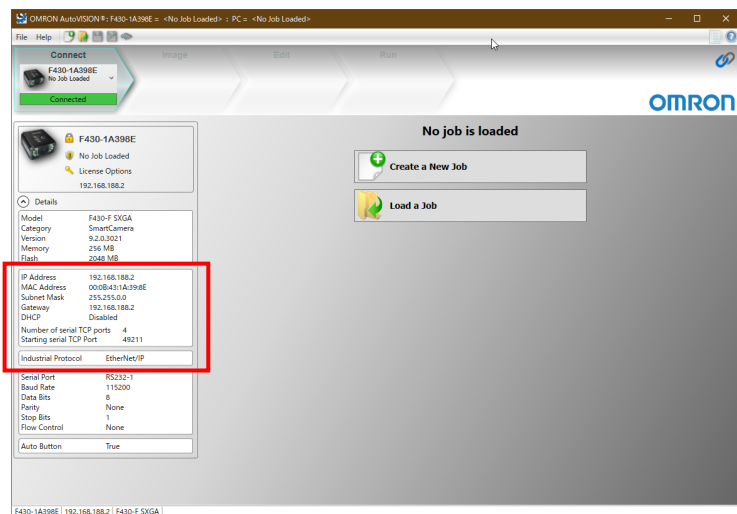 OMRON AutoVISION®: F430-1A398E = <No Job Loaded> : PC = <No Job Loaded>
File Help
Connect Image Edit Run
F430-1A398E
No Job Loaded
Connected
OMRON
F430-1A398E
No Job Loaded
License Options
192.168.188.2
Details
Model F430-F SXGA
Category SmartCamera
Version 9.2.0.3021
Memory 256 MB
Flash 2048 MB
IP Address 192.168.188.2
MAC Address 00:0B:43:1A:39:8E
Subnet Mask 255.255.0.0
Gateway 192.168.188.2
DHCP Disabled
Number of serial TCP ports 4
Starting serial TCP Port 49211
Industrial Protocol EtherNet/IP
Serial Port RS232-1
Baud Rate 115200
Data Bits 8
Parity None
Stop Bits 1
Flow Control None
Auto Button True
No job is loaded
Create a New Job
Load a Job
F430-1A398E 192.168.188.2 F430-F SXGA